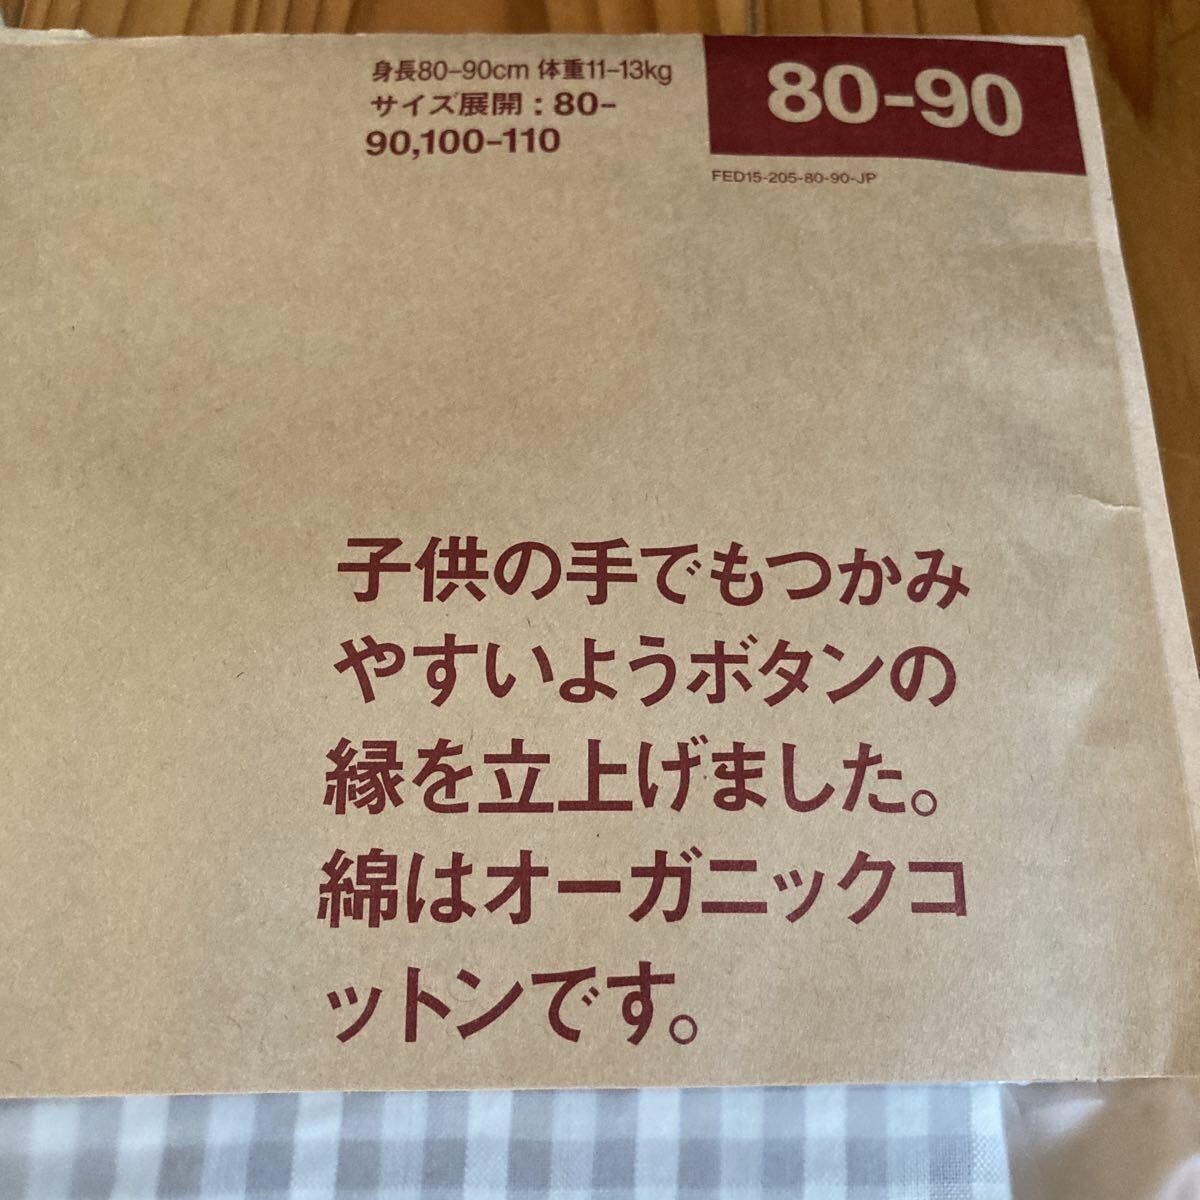 身長80-90cm 体重11-13kg
サイズ展開：80-
90,100-110
80-90
FED15-205-80-90-JP
子供の手でもつかみ
やすいようボタンの
縁を立上げました。
綿はオーガニックコ
ットンです。